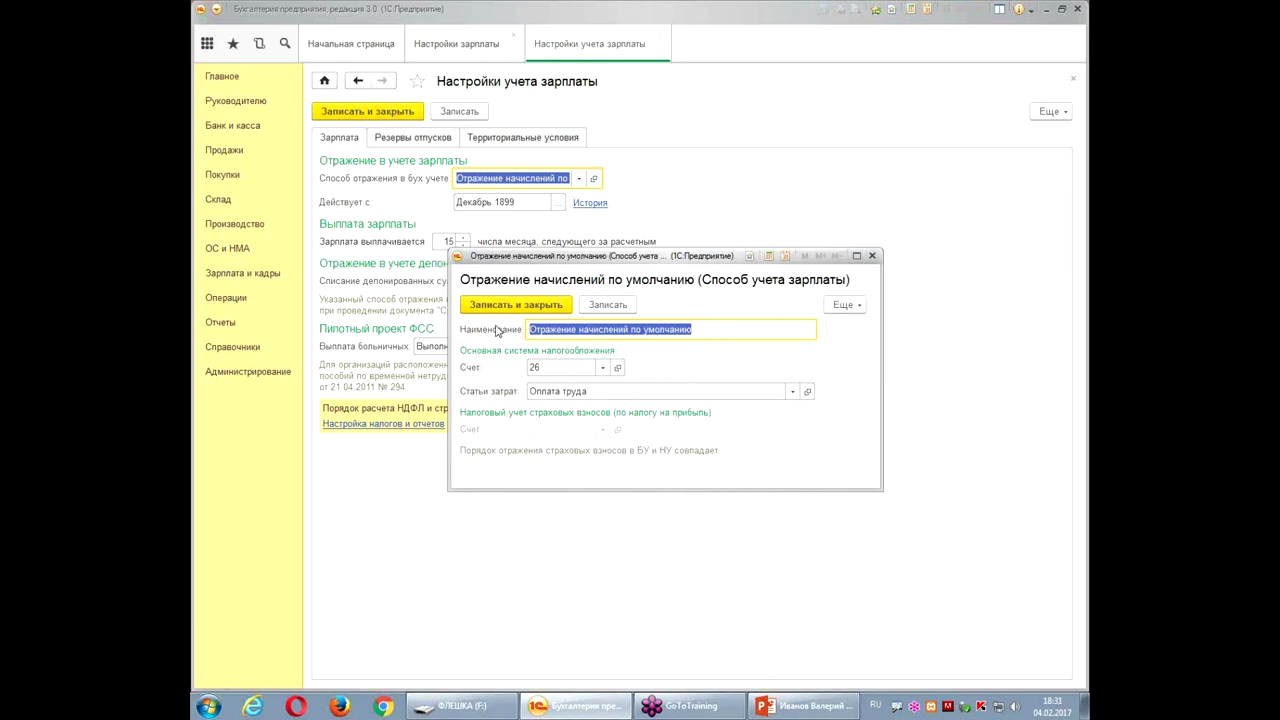 Бухгалтерия предприятия, редакция 3.0 (1С:Предприятие)
Начальная страница
Настройки зарплаты
Настройки учета зарплаты
Главное
Руководителю
Банк и касса
Продажи
Покупки
Склад
Производство
ОС и НМА
Зарплата и кадры
Операции
Отчеты
Справочники
Администрирование
Настройки учета зарплаты
Записать и закрыть
Записать
Еще
Зарплата
Резервы отпусков
Территориальные условия
Отражение в учете зарплаты
Способ отражения в бух учете
Отражение начислений по
Действует с:
Декабрь 1899
История
Выплата зарплаты
Зарплата выплачивается
15
числа месяца, следующего за расчетным
Отражение в учете депо
Списание депонированных су
Указанный способ отражения
при проведении документа "С
Пилотный проект ФСС
Выплата больничных
Выполн
Для организаций расположен
пособий по временной нетруд
от 21.04.2011 № 294
Порядок расчета НДФЛ и стр
Настройка налогов и отчетов
Отражение начислений по умолчанию (Способ учета ... (1С:Предприятие)
M M+ M-
Отражение начислений по умолчанию (Способ учета зарплаты)
Записать и закрыть
Записать
Еще
Наименование:
Отражение начислений по умолчанию
Основная система налогообложения
Счет:
26
Статьи затрат:
Оплата труда
Налоговый учет страховых взносов (по налогу на прибыль)
Счет
Порядок отражения страховых взносов в БУ и НУ совпадает
ФЛЕШКА (F:)
Бухгалтерия пре...
GoToTraining
Иванов Валерий ...
RU
18:31
04.02.2017